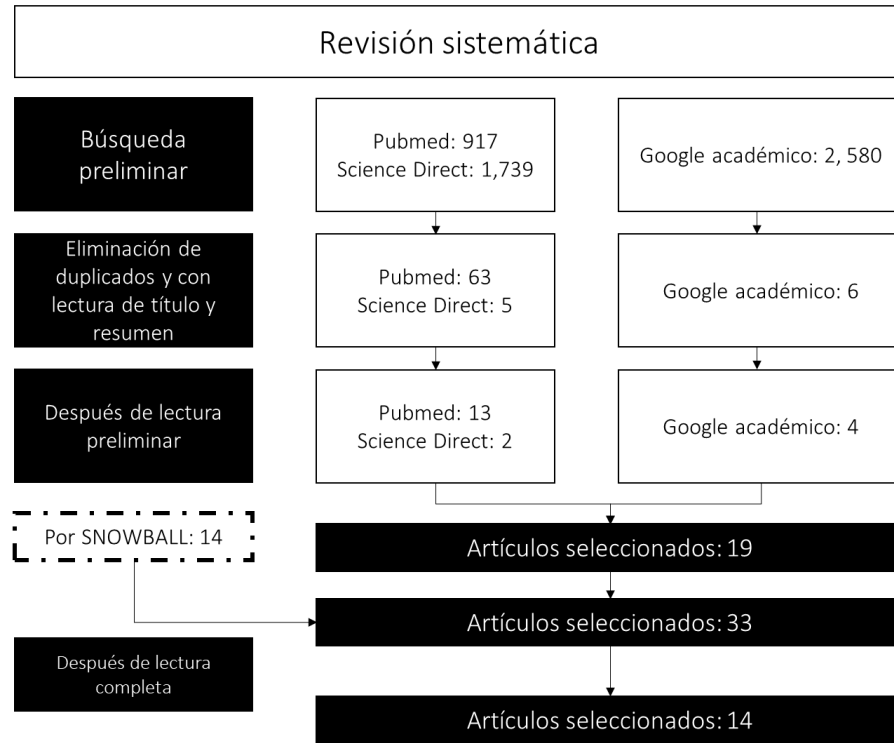 Revisión sistemática
Búsqueda
preliminar
Pubmed: 917
Science Direct: 1,739
Google académico: 2, 580
Eliminación de
duplicados y con
lectura de título y
resumen
Pubmed: 63
Science Direct: 5
Google académico: 6
Después de lectura
preliminar
Pubmed: 13
Science Direct: 2
Google académico: 4
Por SNOWBALL: 14
Artículos seleccionados: 19
Artículos seleccionados: 33
Después de lectura
completa
Artículos seleccionados: 14